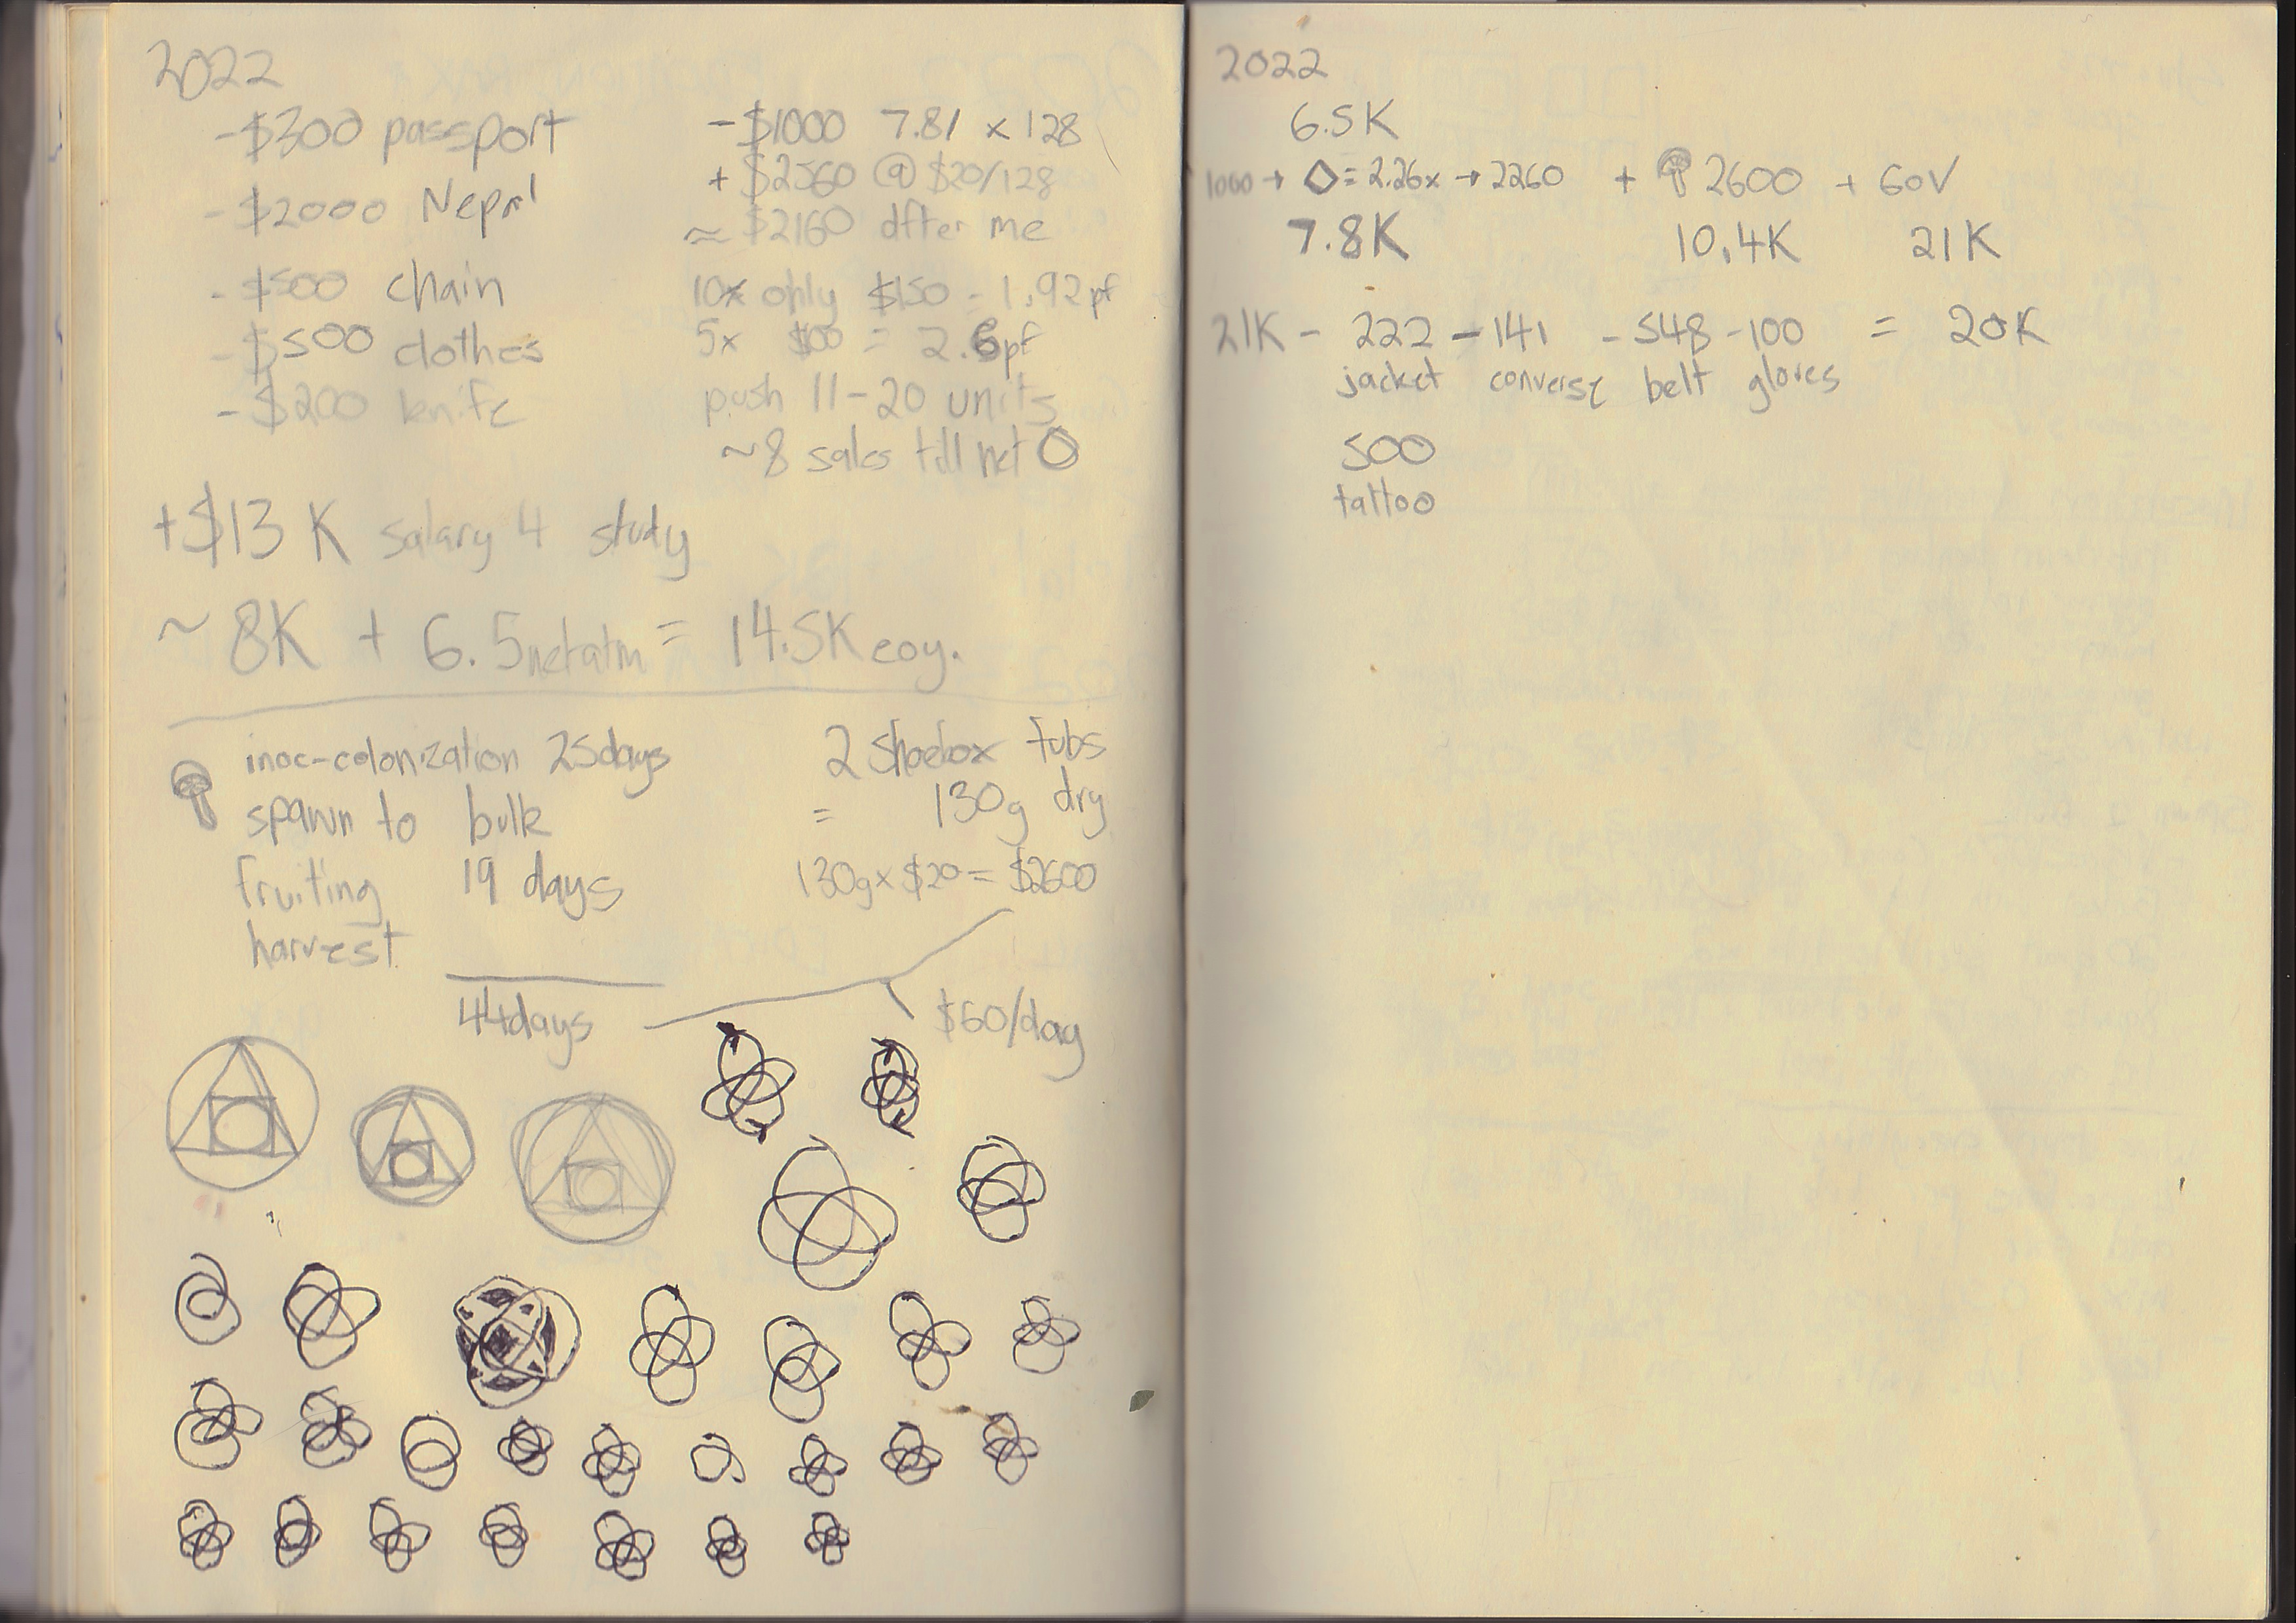 2022
-$300 passport
-$2000 Nepal
-$500 chain
-$500 clothes
-$200 knife
-$1000 7.81 x 128
+$2560 @ $20/128
≈ $2160 after me
10x only $150 = 1.92pf
5x $100 = 2.6pf
push 11-20 units
~8 sales till net 0
+$13K salary 4 study
~8K + 6.5netatm = 14.5K eoy.
inoc-colonization 25days
spawn to bulk
fruiting 19 days
harvest
44days
2 Shoebox tubs
= 130g dry
130g x $20 = $2600
$60/day
2022
6.5K
1000 → ◇ = 2.26x → 2260 + 2600 + GOV
7.8K 10.4K 21K
21K - 222 - 141 - 548 - 100 = 20K
jacket converse belt gloves
500
tattoo